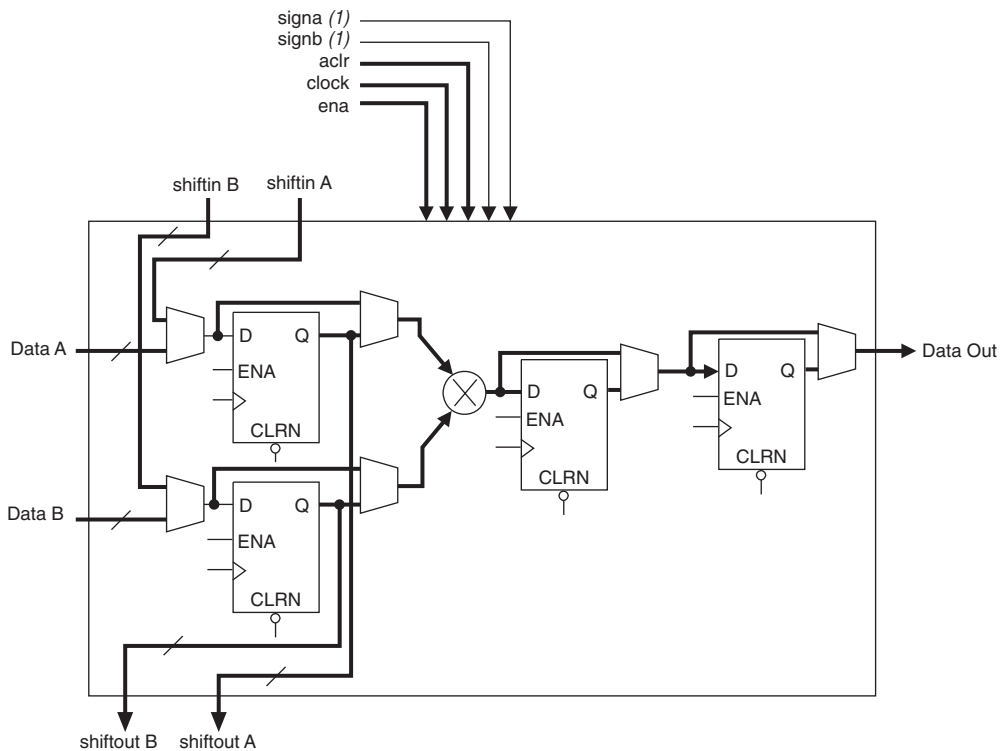 signa (1)
signb (1)
aclr
clock
ena
shiftin B
shiftin A
Data A
D
Q
ENA
CLRN
Data B
D
Q
ENA
CLRN
D
Q
ENA
CLRN
D
Q
ENA
CLRN
Data Out
shiftout B
shiftout A